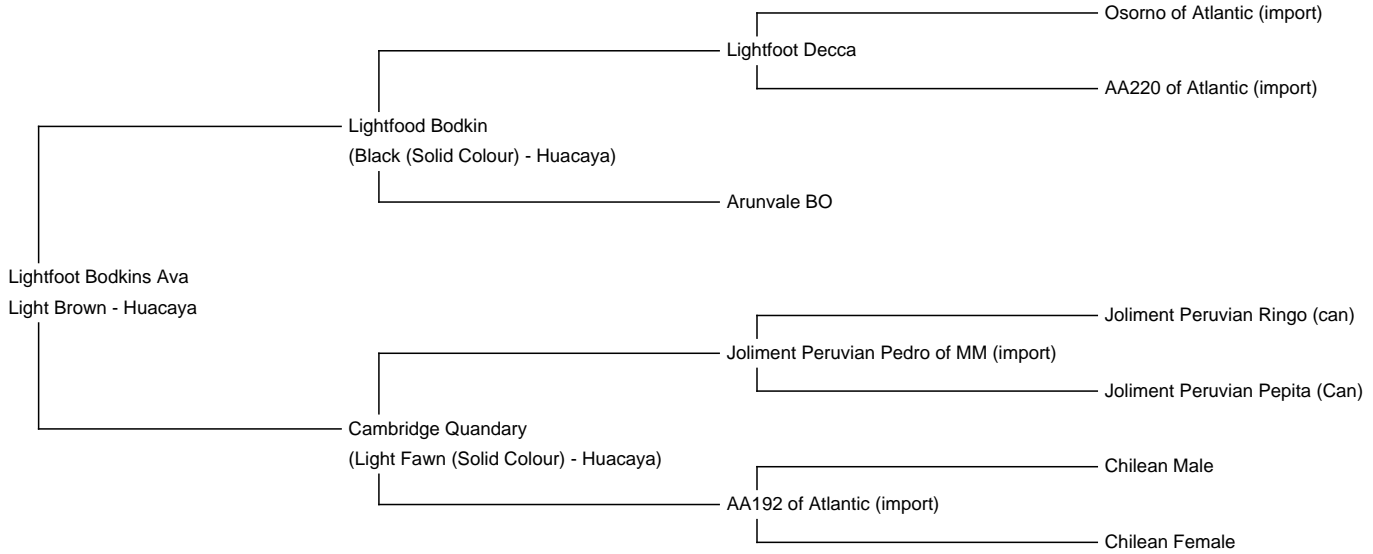 Osorno of Atlantic (import)
Lightfoot Decca
AA220 of Atlantic (import)
Lightfood Bodkin
(Black (Solid Colour) - Huacaya)
Arunvale BO
Lightfoot Bodkins Ava
Light Brown - Huacaya
Joliment Peruvian Ringo (can)
Joliment Peruvian Pedro of MM (import)
Joliment Peruvian Pepita (Can)
Cambridge Quandary
(Light Fawn (Solid Colour) - Huacaya)
Chilean Male
AA192 of Atlantic (import)
Chilean Female